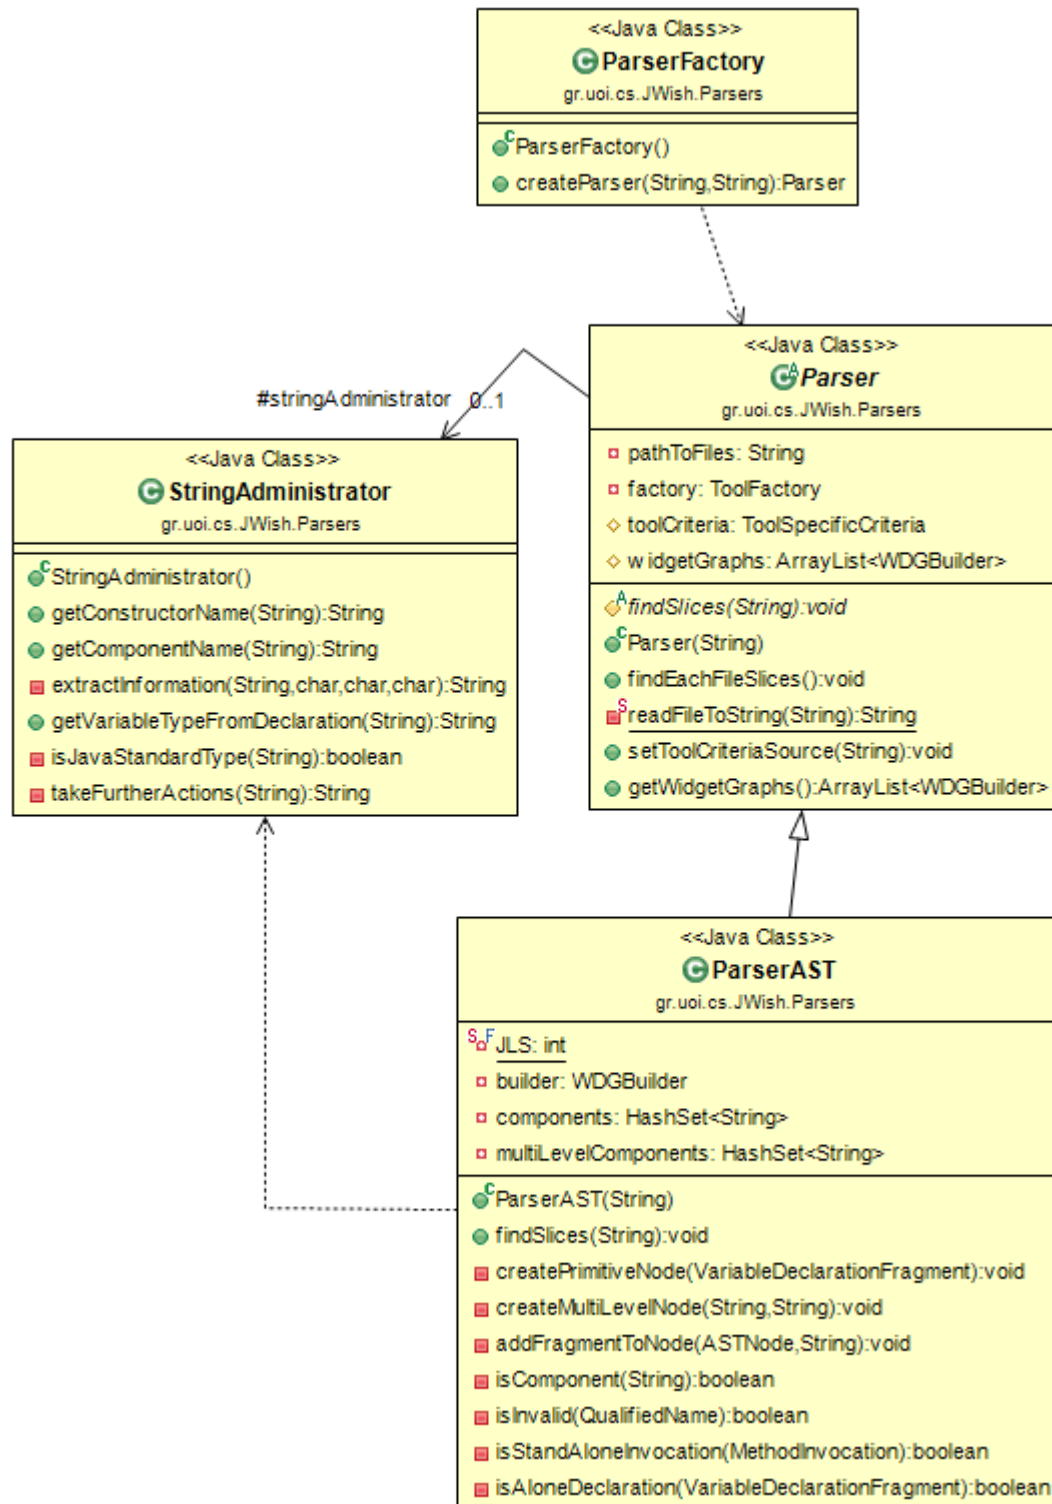 <<Java Class>>
ParserFactory
gr.uoi.cs.JWish.Parsers
ParserFactory()
createParser(String,String):Parser
#stringAdministrator 0..1
<<Java Class>>
Parser
gr.uoi.cs.JWish.Parsers
pathToFiles: String
factory: ToolFactory
toolCriteria: ToolSpecificCriteria
widgetGraphs: ArrayList<WDGBuilder>
findSlices(String):void
Parser(String)
findEachFileSlices():void
readFileToString(String):String
setToolCriteriaSource(String):void
getWidgetGraphs():ArrayList<WDGBuilder>
<<Java Class>>
StringAdministrator
gr.uoi.cs.JWish.Parsers
StringAdministrator()
getConstructorName(String):String
getComponentName(String):String
extractInformation(String,char,char,char):String
getVariableTypeFromDeclaration(String):String
isJavaStandardType(String):boolean
takeFurtherActions(String):String
<<Java Class>>
ParserAST
gr.uoi.cs.JWish.Parsers
JLS: int
builder: WDGBuilder
components: HashSet<String>
multiLevelComponents: HashSet<String>
ParserAST(String)
findSlices(String):void
createPrimitiveNode(VariableDeclarationFragment):void
createMultiLevelNode(String,String):void
addFragmentToNode(ASTNode,String):void
isComponent(String):boolean
isInvalid(QualifiedName):boolean
isStandAloneInvocation(MethodInvocation):boolean
isAloneDeclaration(VariableDeclarationFragment):boolean